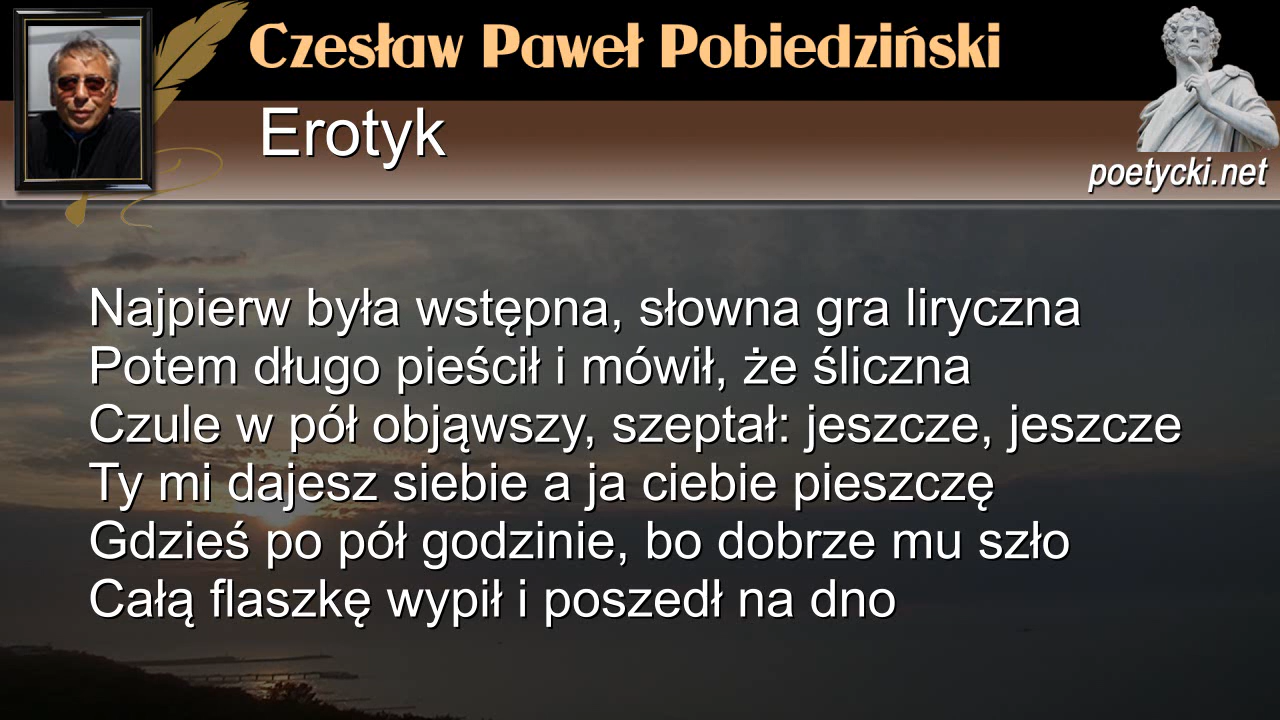 Czesław Paweł Pobiedziński
Erotyk
poetycki.net
Najpierw była wstępna, słowna gra liryczna
Potem długo pieścił i mówił, że śliczna
Czule w pół objąwszy, szeptał: jeszcze, jeszcze
Ty mi dajesz siebie a ja ciebie pieszczę
Gdzieś po pół godzinie, bo dobrze mu szło
Całą flaszkę wypił i poszedł na dno